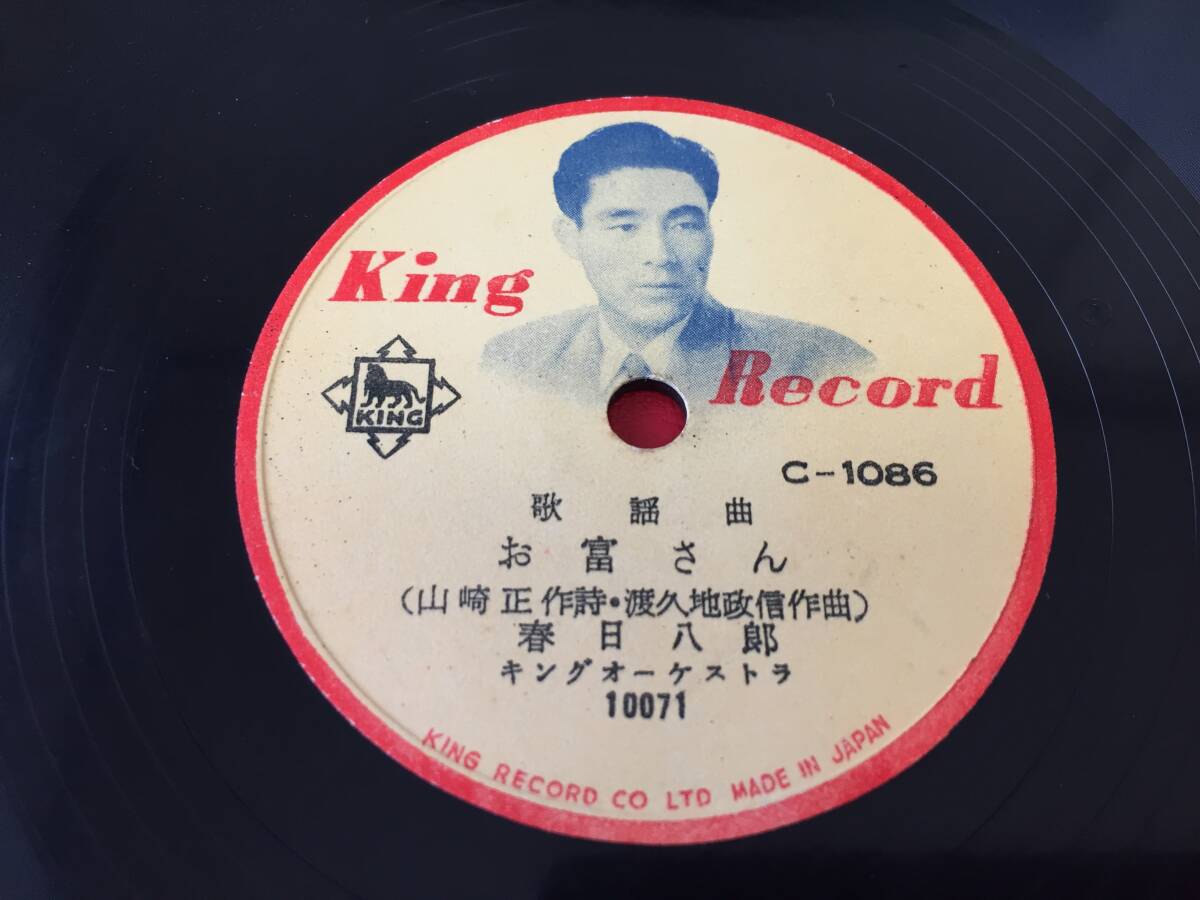 King
Record
KING
C-1086
歌謡曲
お富さん
(山崎正作詩・渡久地政信作曲)
春日八郎
キングオーケストラ
10071
KING RECORD CO LTD MADE IN JAPAN